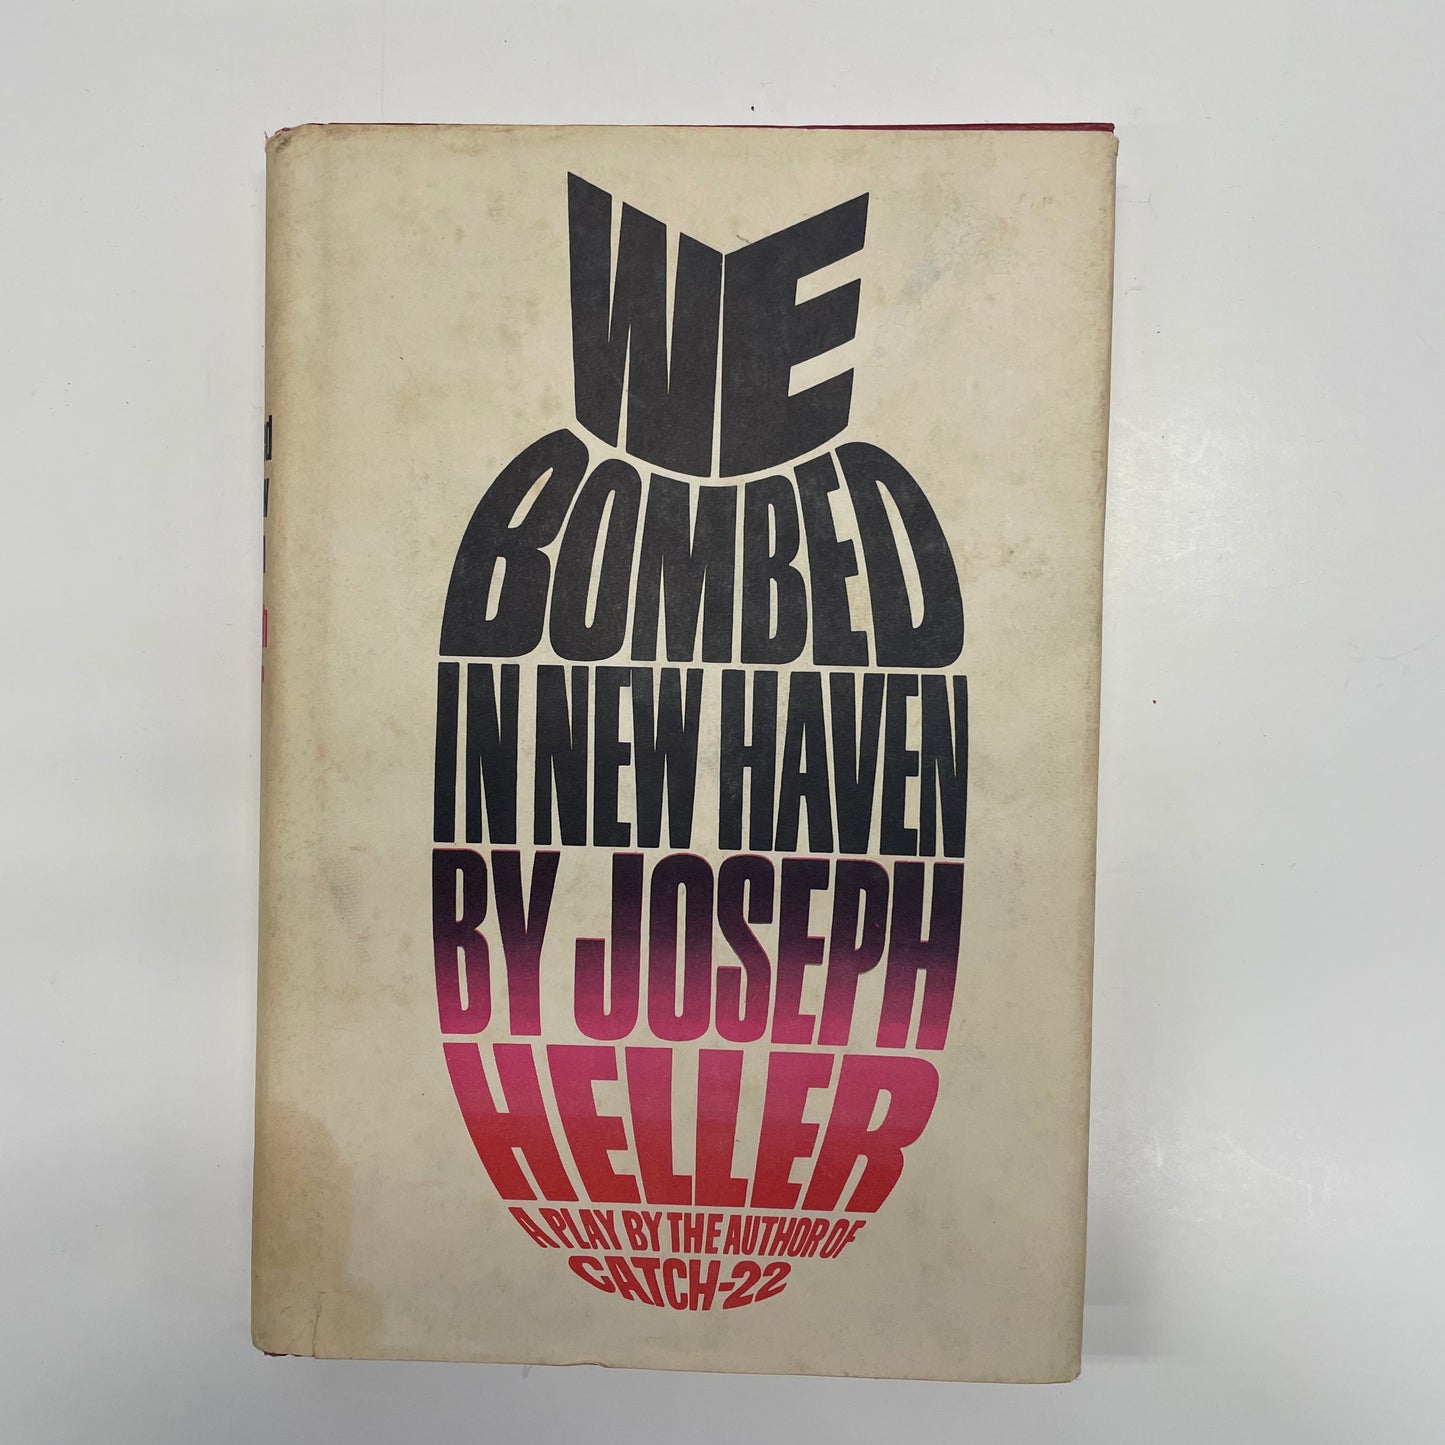 WE
BOMBED
IN NEW HAVEN
BY JOSEPH
HELLER
A PLAY BY THE AUTHOR OF
CATCH-22